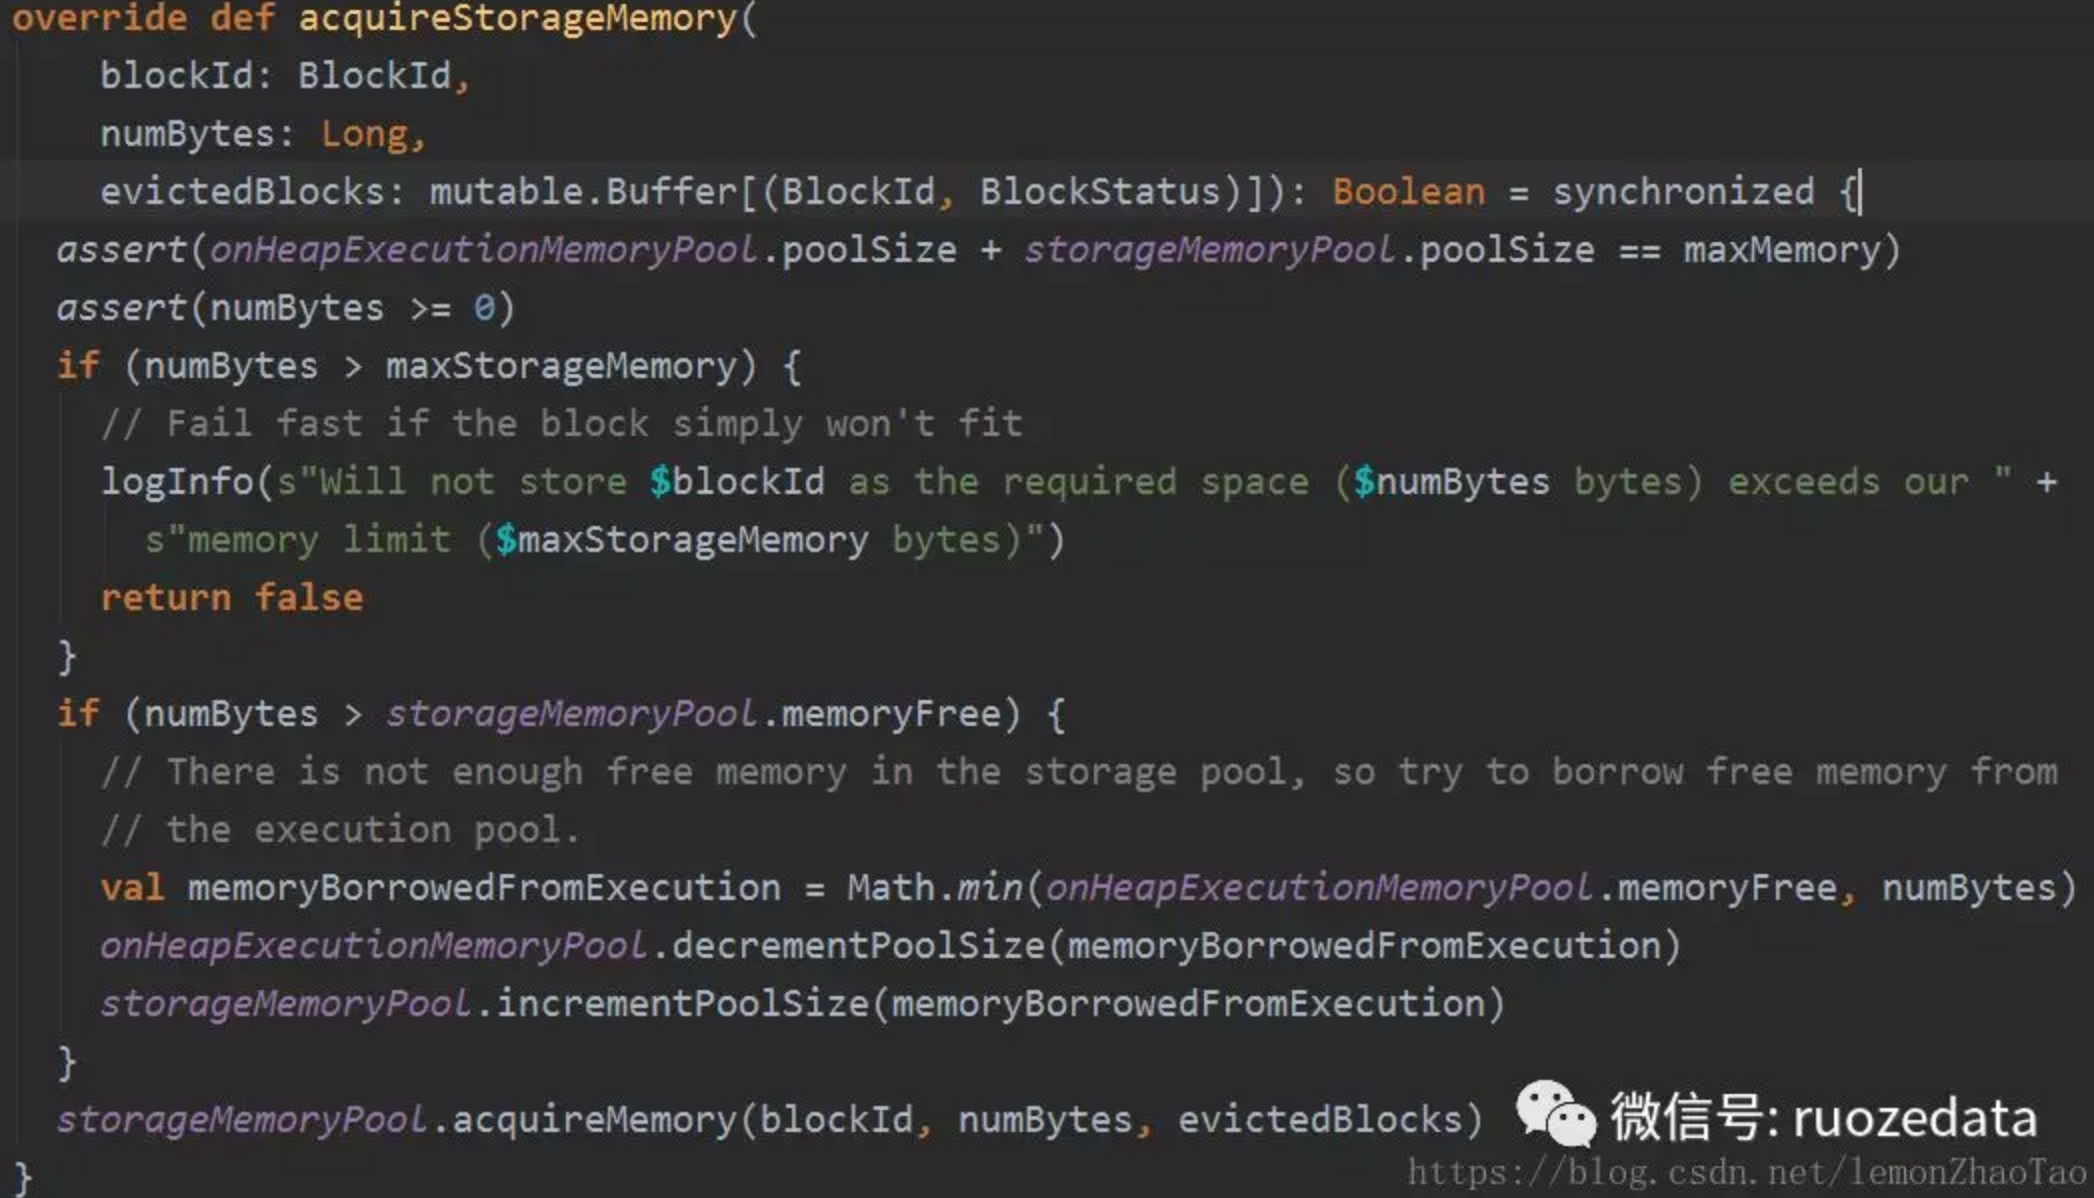 override def acquireStorageMemory(
    blockId: BlockId,
    numBytes: Long,
    evictedBlocks: mutable.Buffer[(BlockId, BlockStatus)]): Boolean = synchronized {
  assert(onHeapExecutionMemoryPool.poolSize + storageMemoryPool.poolSize == maxMemory)
  assert(numBytes >= 0)
  if (numBytes > maxStorageMemory) {
    // Fail fast if the block simply won't fit
    logInfo(s"Will not store $blockId as the required space ($numBytes bytes) exceeds our " +
      s"memory limit ($maxStorageMemory bytes)")
    return false
  }
  if (numBytes > storageMemoryPool.memoryFree) {
    // There is not enough free memory in the storage pool, so try to borrow free memory from
    // the execution pool.
    val memoryBorrowedFromExecution = Math.min(onHeapExecutionMemoryPool.memoryFree, numBytes)
    onHeapExecutionMemoryPool.decrementPoolSize(memoryBorrowedFromExecution)
    storageMemoryPool.incrementPoolSize(memoryBorrowedFromExecution)
  }
  storageMemoryPool.acquireMemory(blockId, numBytes, evictedBlocks)
}
微信号: ruozedata
https://blog.csdn.net/lemonZhaoTao